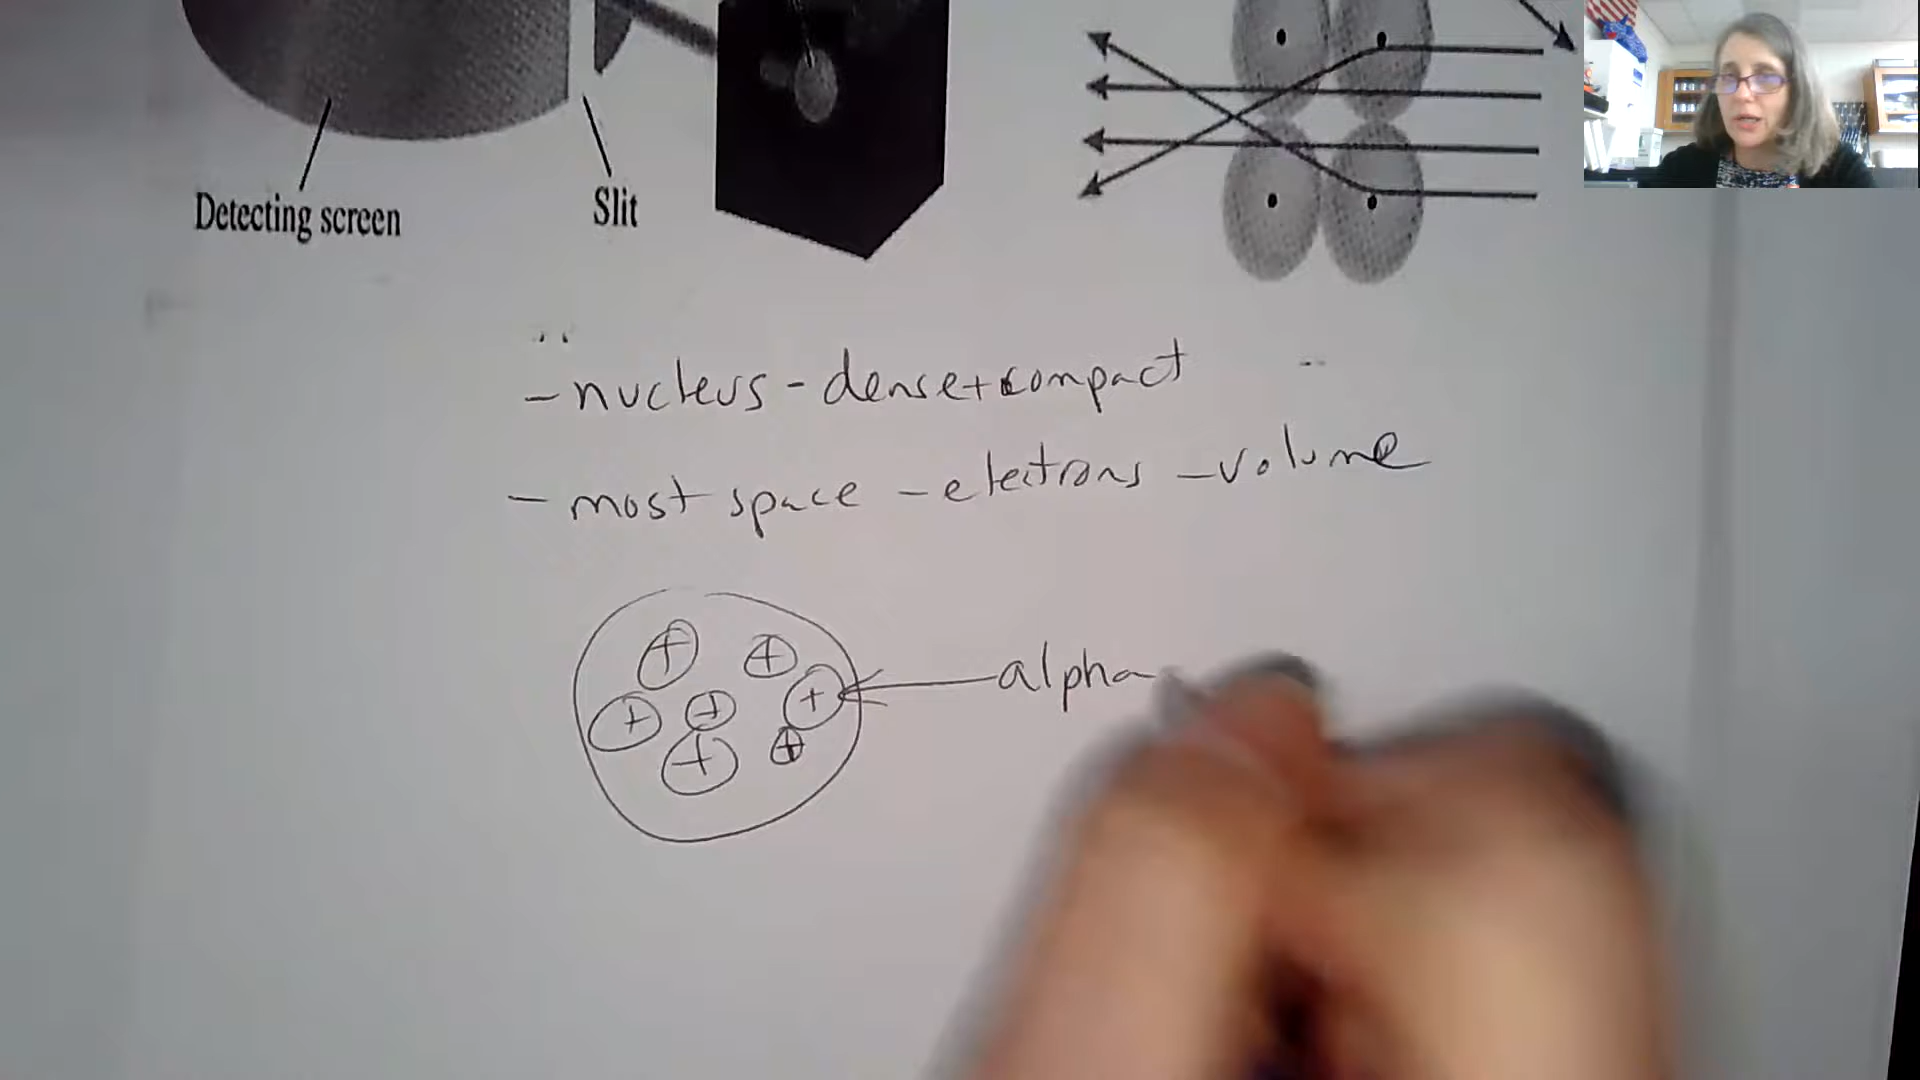 Detecting screen
Slit
- nucleus - dense + compact
- most space - electrons - volume
+ +
+ + +
+ +
alpha